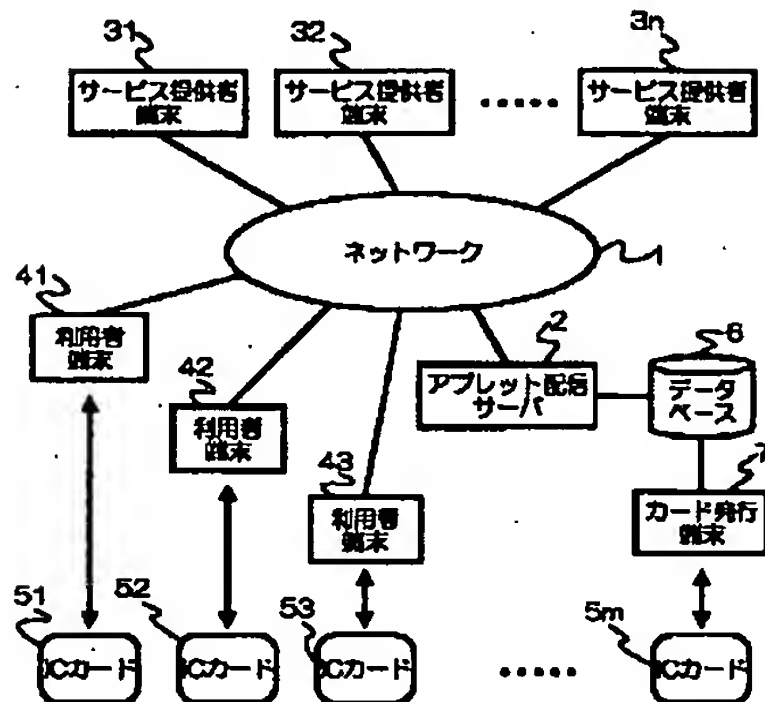 31
32
3n
サービス提供者
端末
サービス提供者
端末
サービス提供者
端末
ネットワーク
1
41
利用者
端末
42
利用者
端末
43
利用者
端末
2
アプレット配信
サーバ
6
データ
ベース
7
カード発行
端末
51
ICカード
52
ICカード
53
ICカード
5m
ICカード